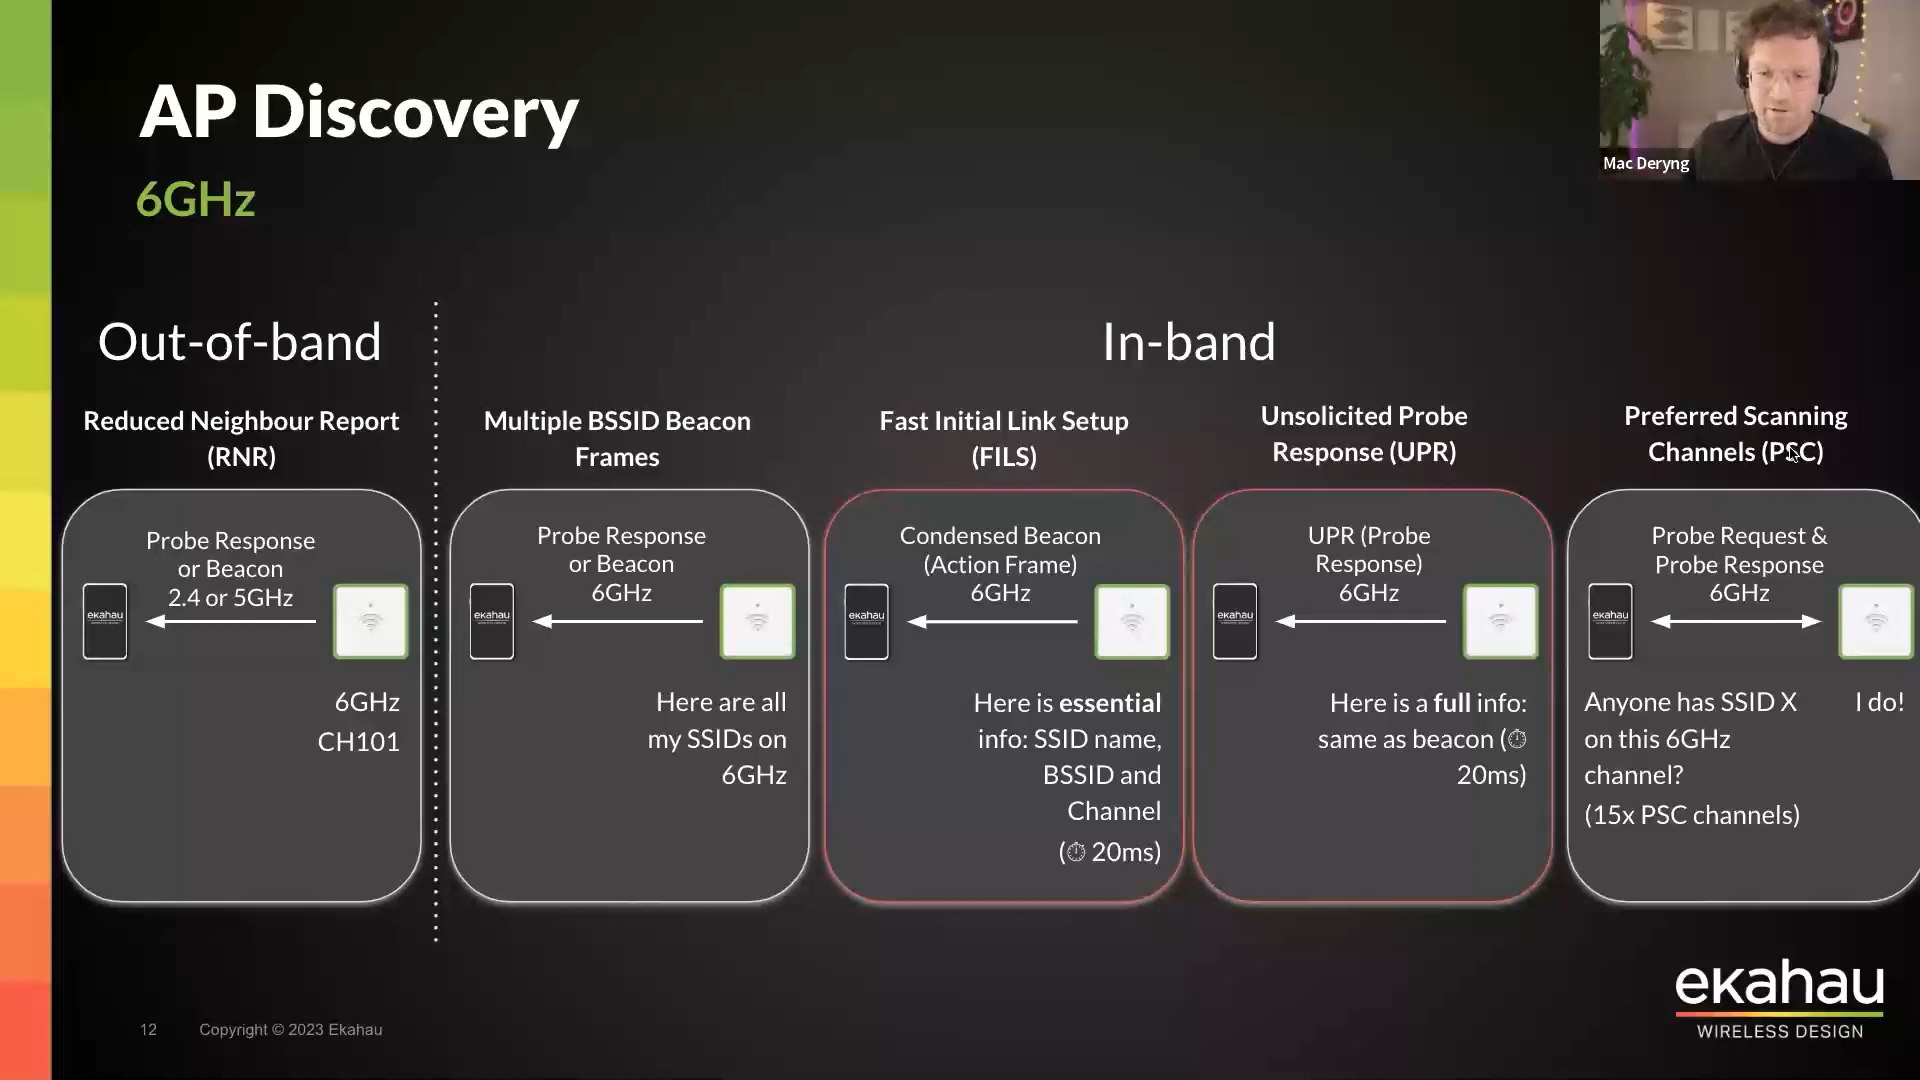 AP Discovery
6GHz
Mac Deryng
Out-of-band
In-band
Reduced Neighbour Report
(RNR)
Probe Response
or Beacon
2.4 or 5GHz
ekahau
6GHz
CH101
Multiple BSSID Beacon
Frames
Probe Response
or Beacon
6GHz
ekahau
Here are all
my SSIDs on
6GHz
Fast Initial Link Setup
(FILS)
Condensed Beacon
(Action Frame)
6GHz
ekahau
Here is essential
info: SSID name,
BSSID and
Channel
(⏱ 20ms)
Unsolicited Probe
Response (UPR)
UPR (Probe
Response)
6GHz
ekahau
Here is a full info:
same as beacon (⏱
20ms)
Preferred Scanning
Channels (PSC)
Probe Request &
Probe Response
6GHz
ekahau
Anyone has SSID X
on this 6GHz
channel?
(15x PSC channels)
I do!
12
Copyright © 2023 Ekahau
ekahau
WIRELESS DESIGN